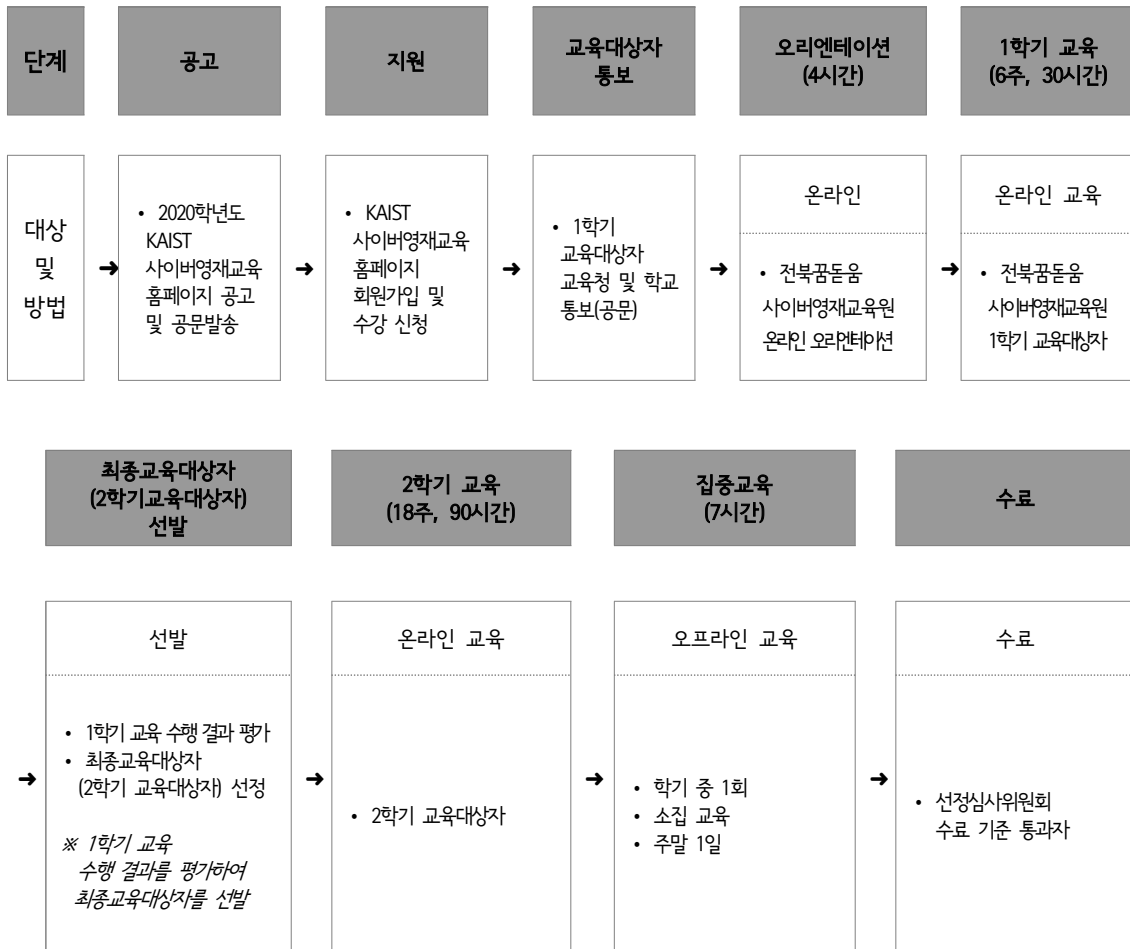 단계
공고
지원
교육대상자
통보
오리엔테이션
(4시간)
1학기 교육
(6주, 30시간)
대상
및
방법
➜
• 2020학년도
KAIST
사이버영재교육
홈페이지 공고
및 공문발송
➜
• KAIST
사이버영재교육
홈페이지
회원가입 및
수강 신청
➜
• 1학기
교육대상자
교육청 및 학교
통보(공문)
➜
온라인
• 전북꿈돋움
사이버영재교육원
온라인 오리엔테이션
➜
온라인 교육
• 전북꿈돋움
사이버영재교육원
1학기 교육대상자
최종교육대상자
(2학기교육대상자)
선발
2학기 교육
(18주, 90시간)
집중교육
(7시간)
수료
➜
선발
• 1학기 교육 수행 결과 평가
• 최종교육대상자
(2학기 교육대상자) 선정
※ 1학기 교육
수행 결과를 평가하여
최종교육대상자를 선발
➜
온라인 교육
• 2학기 교육대상자
➜
오프라인 교육
• 학기 중 1회
• 소집 교육
• 주말 1일
➜
수료
• 선정심사위원회
수료 기준 통과자